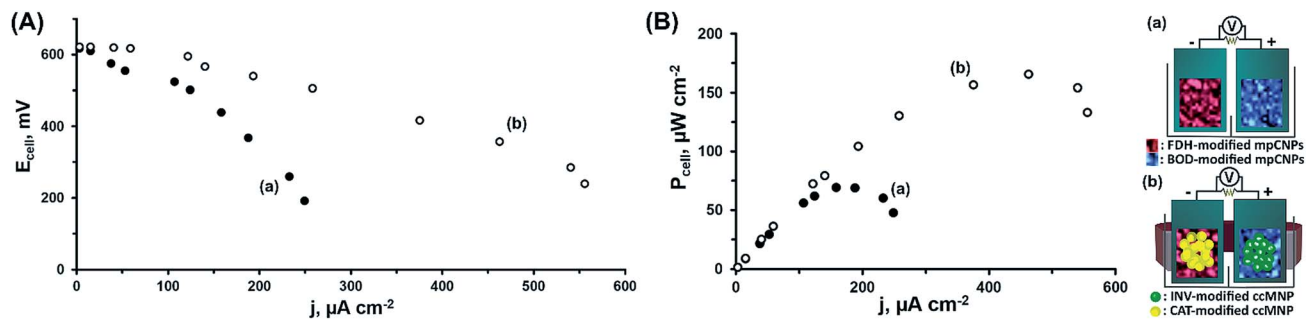 (A)
600
400
200
0
0
100
200
300
400
500
600
E_cell, mV
j, µA cm⁻²
(a)
(b)
(B)
200
150
100
50
0
0
200
400
600
P_cell, µW cm⁻²
j, µA cm⁻²
(b)
(a)
(a)
V
-
+
: FDH-modified mpCNPs
: BOD-modified mpCNPs
(b)
V
-
+
: INV-modified ccMNP
: CAT-modified ccMNP